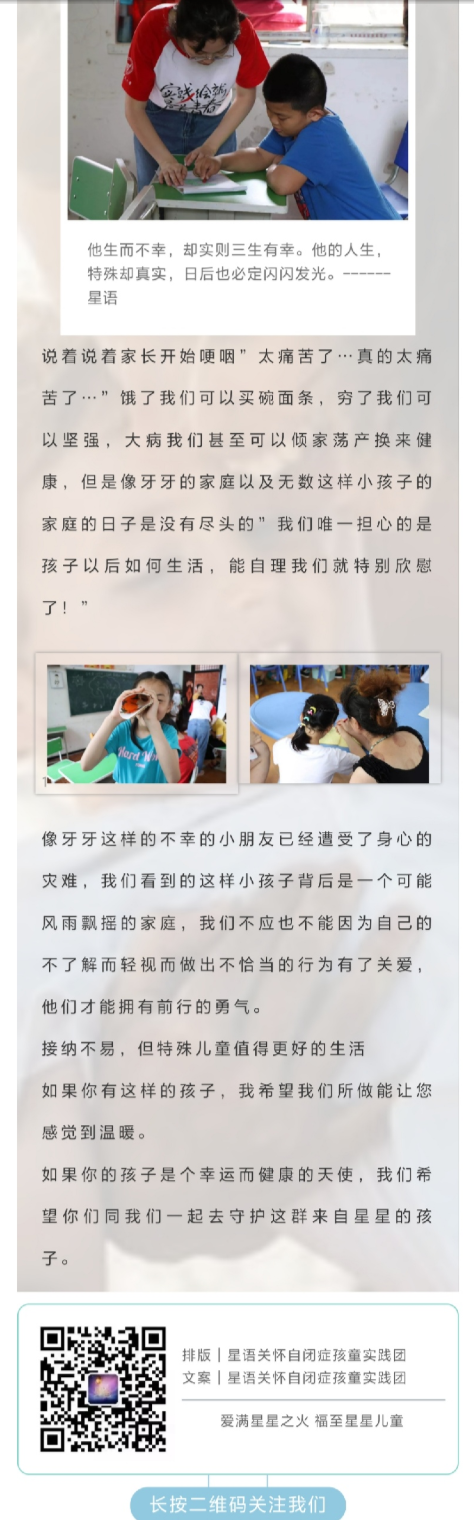 他生而不幸，却实则三生有幸。他的人生，
特殊却真实，日后也必定闪闪发光。------
星语
说着说着家长开始哽咽”太痛苦了…真的太痛
苦了…”饿了我们可以买碗面条，穷了我们可
以坚强，大病我们甚至可以倾家荡产换来健
康，但是像牙牙的家庭以及无数这样小孩子的
家庭的日子是没有尽头的”我们唯一担心的是
孩子以后如何生活，能自理我们就特别欣慰
了！”
像牙牙这样的不幸的小朋友已经遭受了身心的
灾难，我们看到的这样小孩子背后是一个可能
风雨飘摇的家庭，我们不应也不能因为自己的
不了解而轻视而做出不恰当的行为有了关爱，
他们才能拥有前行的勇气。
接纳不易，但特殊儿童值得更好的生活
如果你有这样的孩子，我希望我们所做能让您
感觉到温暖。
如果你的孩子是个幸运而健康的天使，我们希
望你们同我们一起去守护这群来自星星的孩
子。
排版｜星语关怀自闭症孩童实践团
文案｜星语关怀自闭症孩童实践团
爱满星星之火 福至星星儿童
长按二维码关注我们